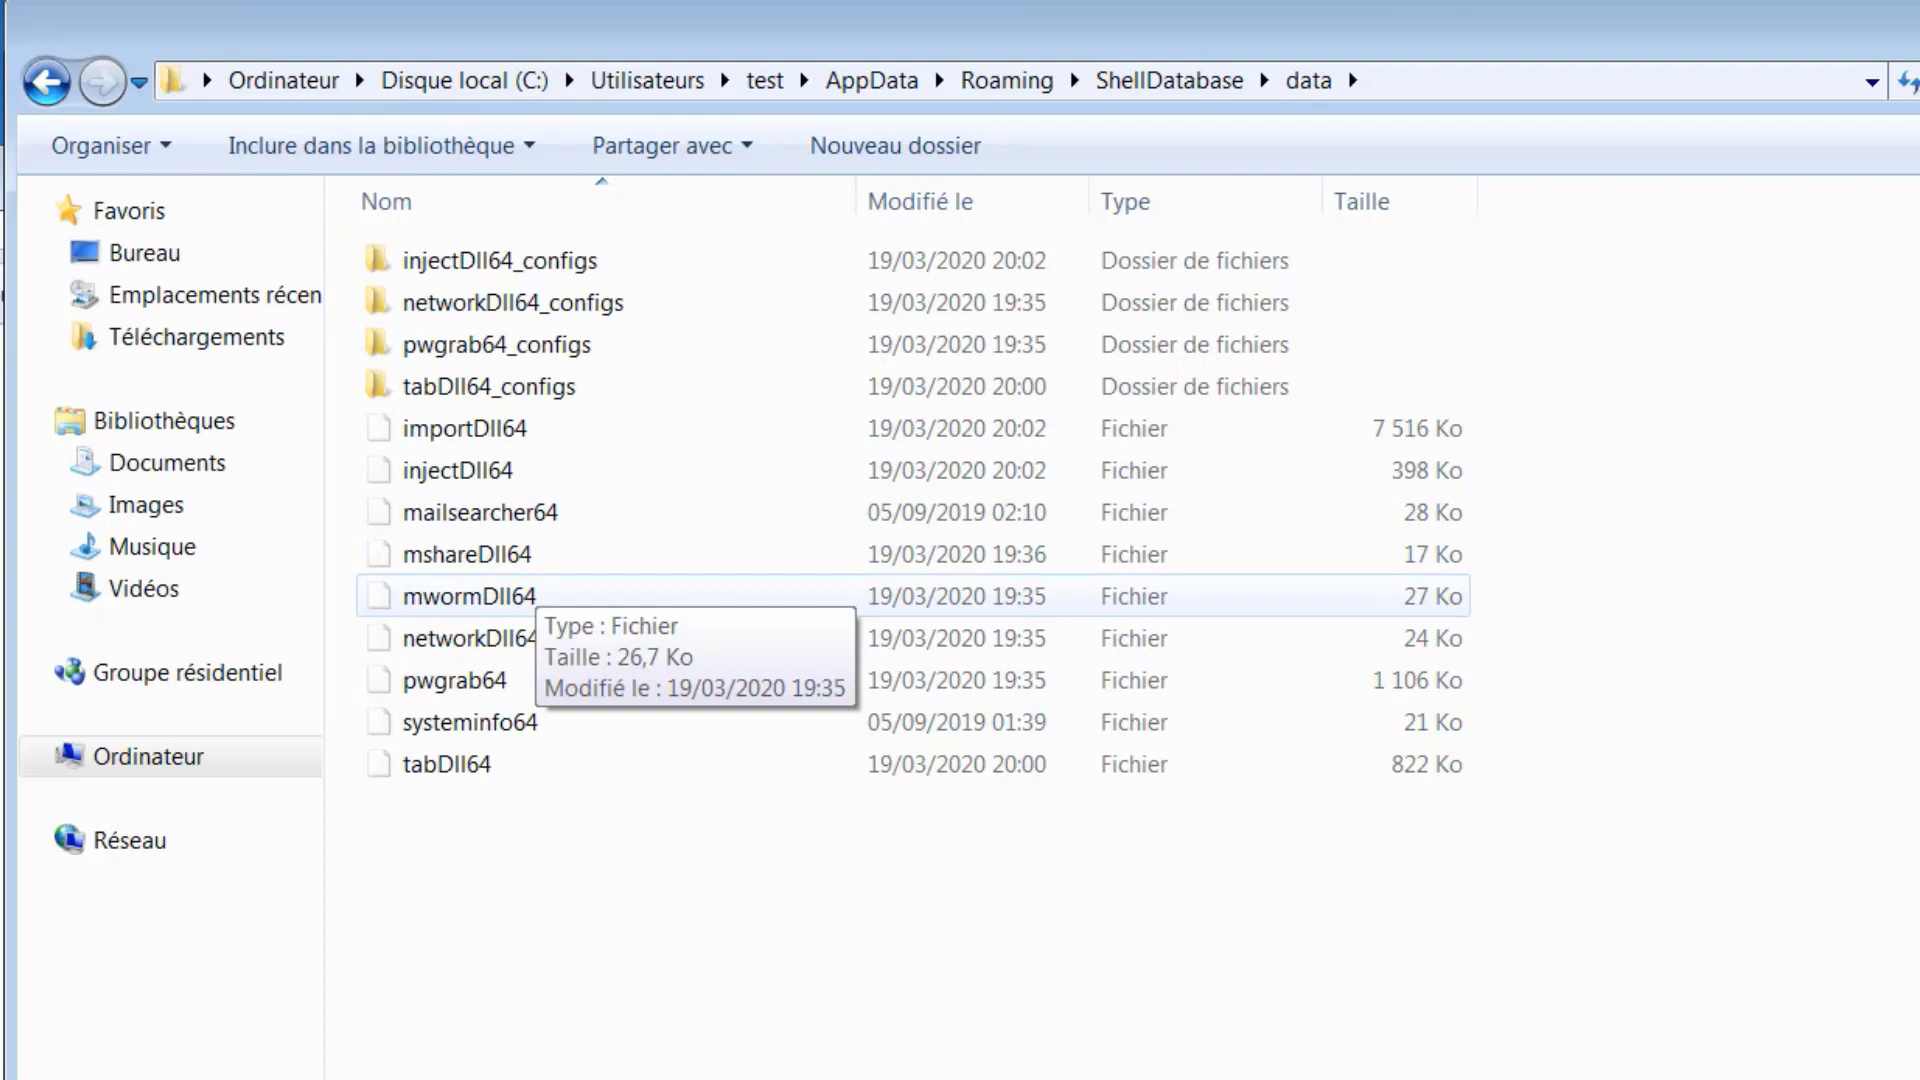 Ordinateur Disque local (C:) Utilisateurs test AppData Roaming ShellDatabase data
Organiser Inclure dans la bibliothèque Partager avec Nouveau dossier
Nom Modifié le Type Taille
Favoris
Bureau
Emplacements récen
Téléchargements
Bibliothèques
Documents
Images
Musique
Vidéos
Groupe résidentiel
Ordinateur
Réseau
injectDll64_configs 19/03/2020 20:02 Dossier de fichiers
networkDll64_configs 19/03/2020 19:35 Dossier de fichiers
pwgrab64_configs 19/03/2020 19:35 Dossier de fichiers
tabDll64_configs 19/03/2020 20:00 Dossier de fichiers
importDll64 19/03/2020 20:02 Fichier 7 516 Ko
injectDll64 19/03/2020 20:02 Fichier 398 Ko
mailsearcher64 05/09/2019 02:10 Fichier 28 Ko
mshareDll64 19/03/2020 19:36 Fichier 17 Ko
mwormDll64 19/03/2020 19:35 Fichier 27 Ko
networkDll64 19/03/2020 19:35 Fichier 24 Ko
pwgrab64 19/03/2020 19:35 Fichier 1 106 Ko
systeminfo64 05/09/2019 01:39 Fichier 21 Ko
tabDll64 19/03/2020 20:00 Fichier 822 Ko
Type : Fichier
Taille : 26,7 Ko
Modifié le : 19/03/2020 19:35